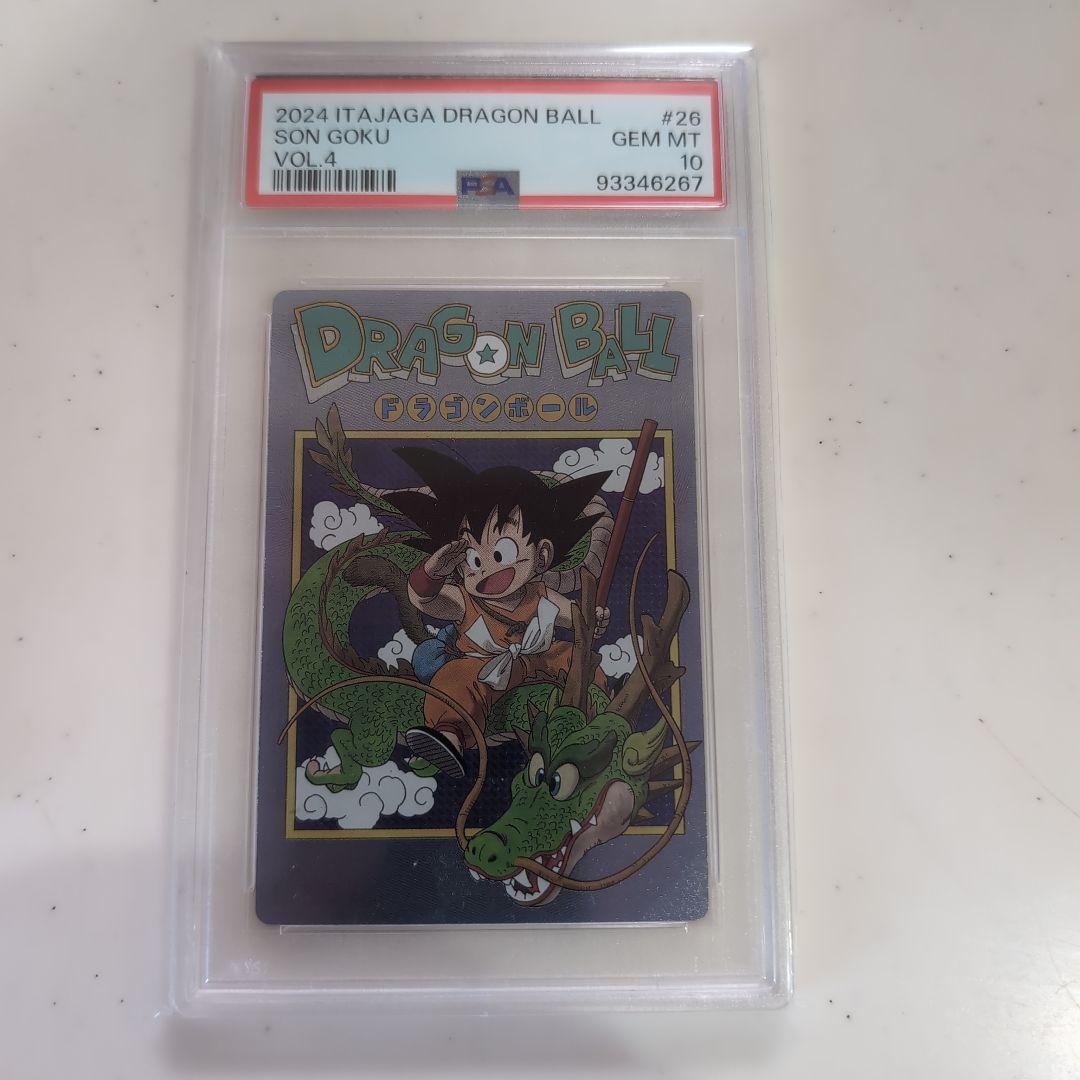 2024 ITAJAGA DRAGON BALL #26
SON GOKU GEM MT
VOL.4 10
PSA 93346267
DRAGON BALL
ドラゴンボール